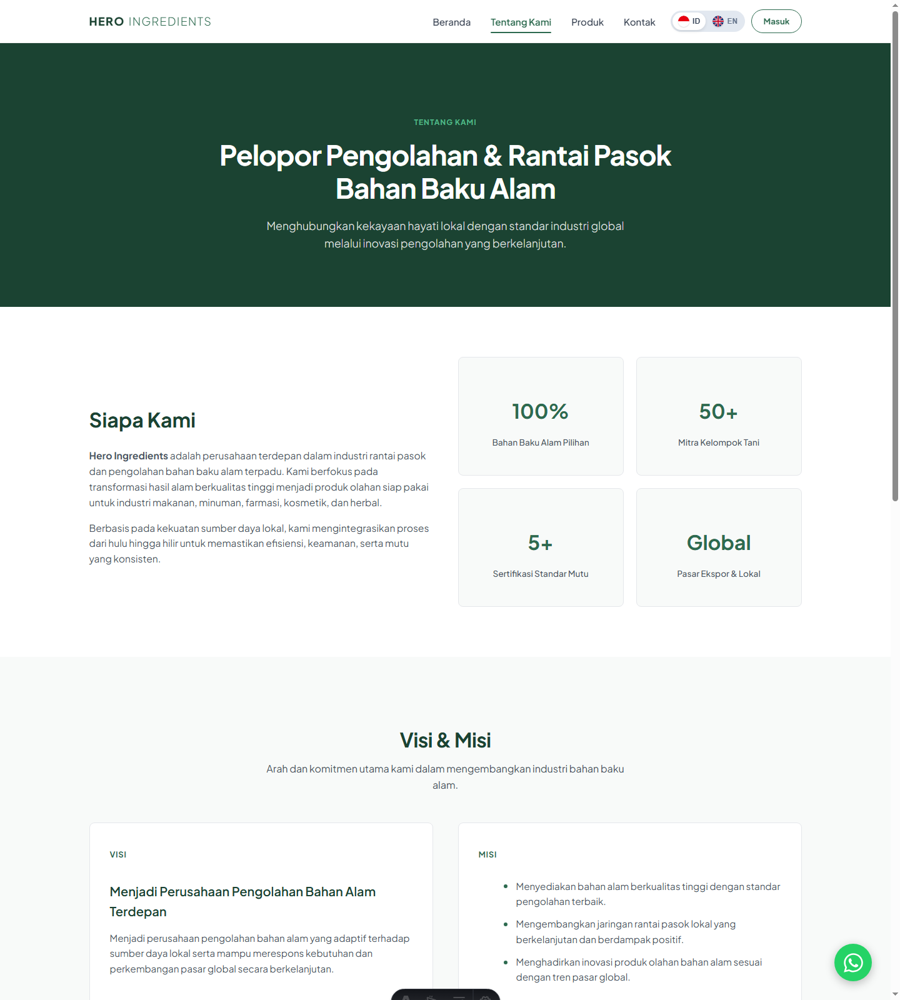 HERO INGREDIENTS
Beranda
Tentang Kami
Produk
Kontak
ID
EN
Masuk
TENTANG KAMI
Pelopor Pengolahan & Rantai Pasok
Bahan Baku Alam
Menghubungkan kekayaan hayati lokal dengan standar industri global
melalui inovasi pengolahan yang berkelanjutan.
Siapa Kami
Hero Ingredients adalah perusahaan terdepan dalam industri rantai pasok
dan pengolahan bahan baku alam terpadu. Kami berfokus pada
transformasi hasil alam berkualitas tinggi menjadi produk olahan siap pakai
untuk industri makanan, minuman, farmasi, kosmetik, dan herbal.
Berbasis pada kekuatan sumber daya lokal, kami mengintegrasikan proses
dari hulu hingga hilir untuk memastikan efisiensi, keamanan, serta mutu
yang konsisten.
100%
Bahan Baku Alam Pilihan
50+
Mitra Kelompok Tani
5+
Sertifikasi Standar Mutu
Global
Pasar Ekspor & Lokal
Visi & Misi
Arah dan komitmen utama kami dalam mengembangkan industri bahan baku
alam.
VISI
Menjadi Perusahaan Pengolahan Bahan Alam
Terdepan
Menjadi perusahaan pengolahan bahan alam yang adaptif terhadap
sumber daya lokal serta mampu merespons kebutuhan dan
perkembangan pasar global secara berkelanjutan.
MISI
Menyediakan bahan alam berkualitas tinggi dengan standar
pengolahan terbaik.
Mengembangkan jaringan rantai pasok lokal yang
berkelanjutan dan berdampak positif.
Menghadirkan inovasi produk olahan bahan alam sesuai
dengan tren pasar global.